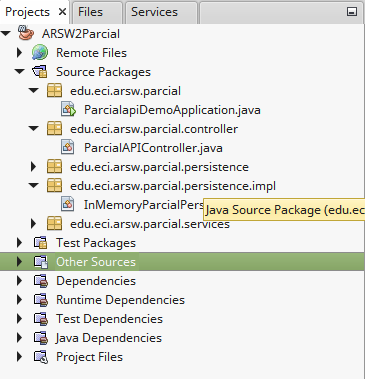 Projects
Files
Services
ARSW2Parcial
Remote Files
Source Packages
edu.eci.arsw.parcial
ParcialapiDemoApplication.java
edu.eci.arsw.parcial.controller
ParcialAPIController.java
edu.eci.arsw.parcial.persistence
edu.eci.arsw.parcial.persistence.impl
InMemoryParcialPers
Java Source Package (edu.ec
edu.eci.arsw.parcial.services
Test Packages
Other Sources
Dependencies
Runtime Dependencies
Test Dependencies
Java Dependencies
Project Files